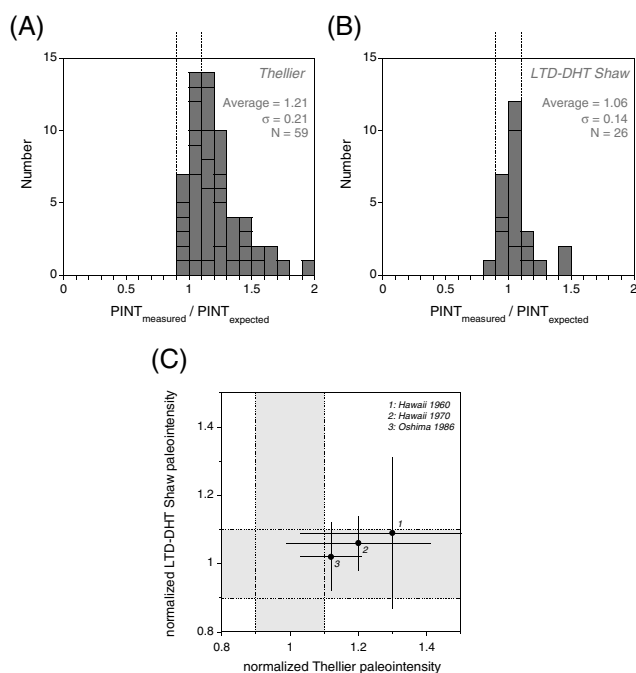 (A)
Thellier
Average = 1.21
σ = 0.21
N = 59
Number
15
10
5
0
0
0.5
1
1.5
2
PINTmeasured / PINTexpected
(B)
LTD-DHT Shaw
Average = 1.06
σ = 0.14
N = 26
Number
15
10
5
0
0
0.5
1
1.5
2
PINTmeasured / PINTexpected
(C)
1: Hawaii 1960
2: Hawaii 1970
3: Oshima 1986
normalized LTD-DHT Shaw paleointensity
1.4
1.2
1
0.8
1
2
3
0.8
1
1.2
1.4
normalized Thellier paleointensity